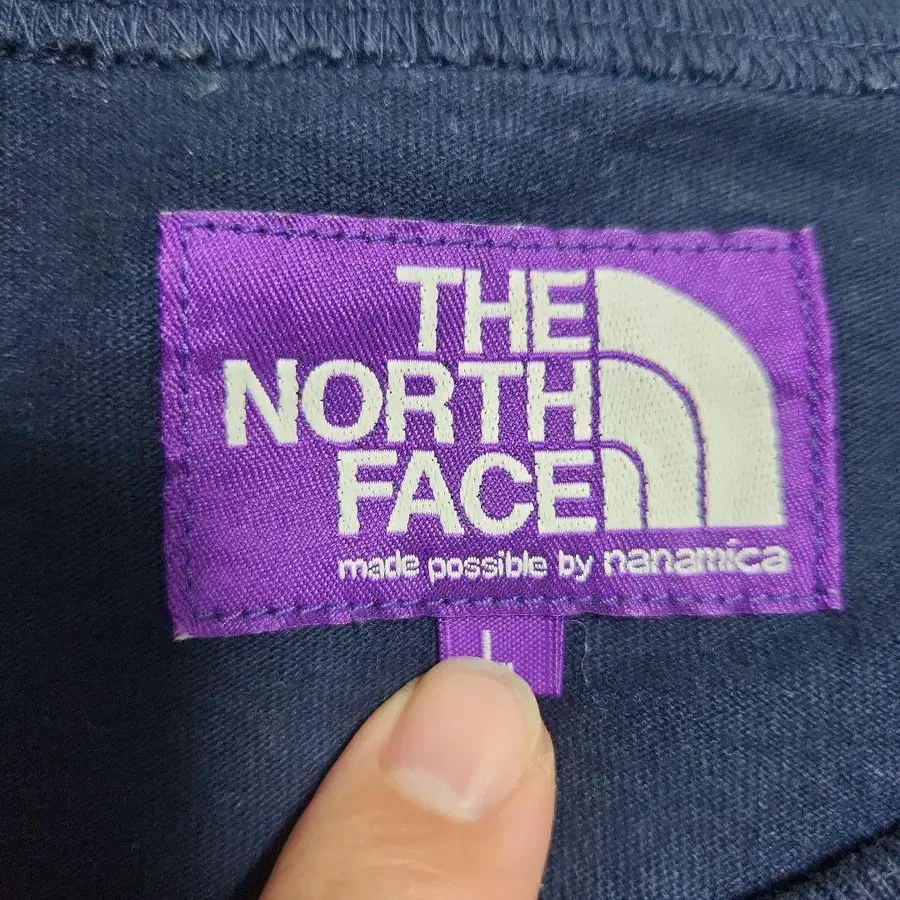 THE
NORTH
FACE
made possible by nanamica
L